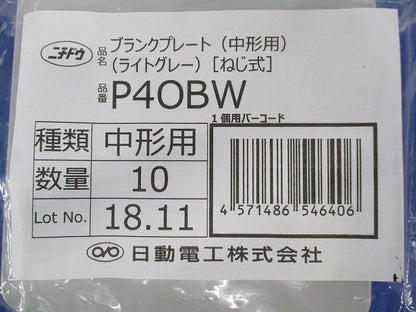 ニチドウ
品名 ブランクプレート（中形用）
（ライトグレー）［ねじ式］
品番 P4OBW
1個用バーコード
種類 中形用
数量 10
Lot No. 18.11
4 571486 546406
日動電工株式会社